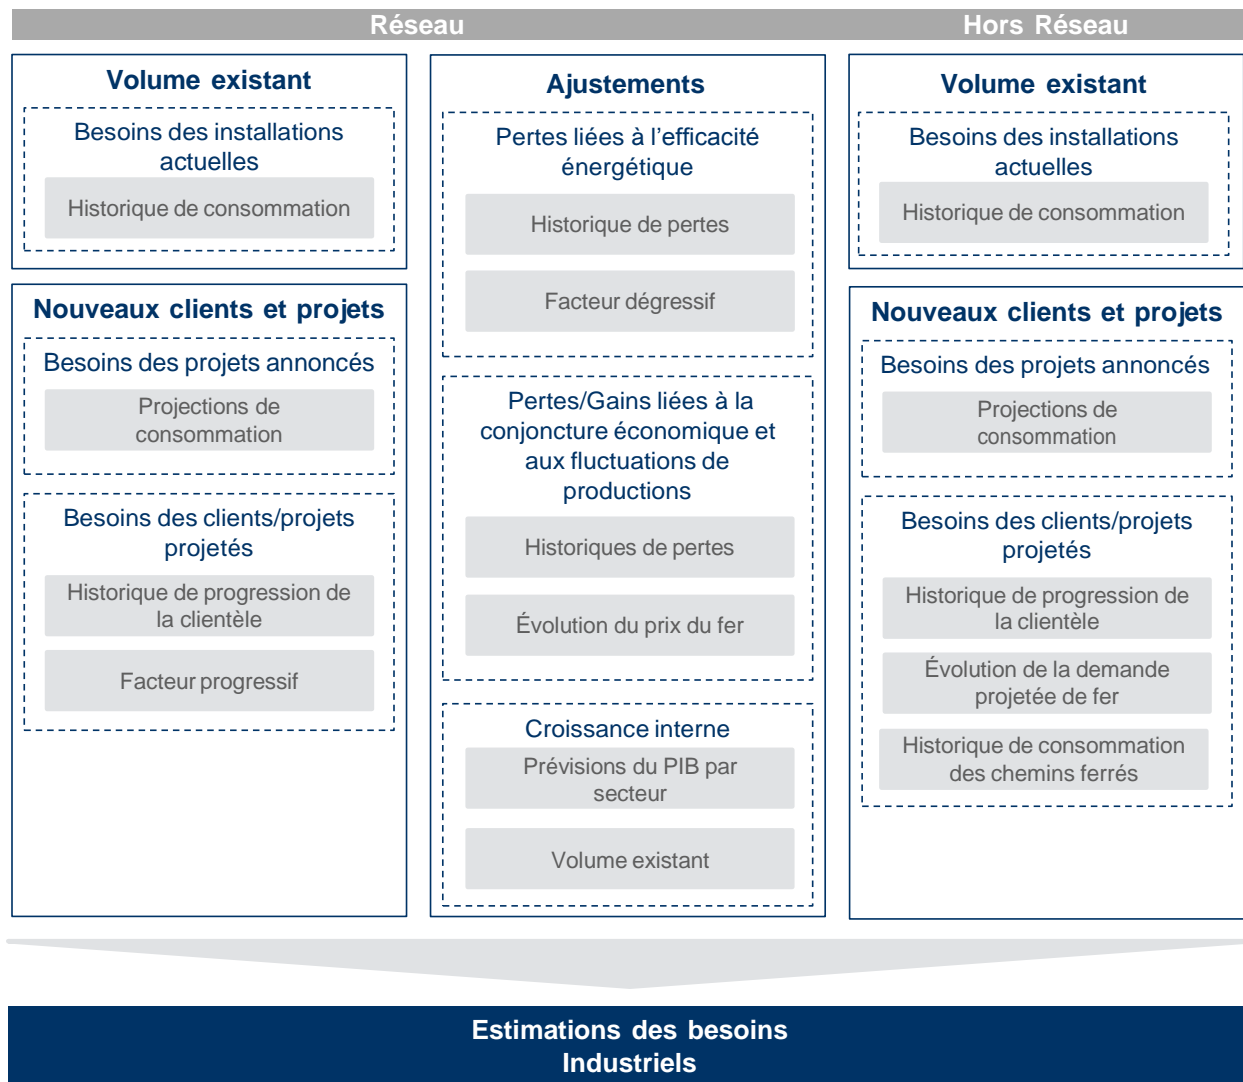 Réseau
Hors Réseau
Volume existant
Besoins des installations
actuelles
Historique de consommation
Nouveaux clients et projets
Besoins des projets annoncés
Projections de
consommation
Besoins des clients/projets
projetés
Historique de progression de
la clientèle
Facteur progressif
Ajustements
Pertes liées à l’efficacité
énergétique
Historique de pertes
Facteur dégressif
Pertes/Gains liées à la
conjoncture économique et
aux fluctuations de
productions
Historiques de pertes
Évolution du prix du fer
Croissance interne
Prévisions du PIB par
secteur
Volume existant
Volume existant
Besoins des installations
actuelles
Historique de consommation
Nouveaux clients et projets
Besoins des projets annoncés
Projections de
consommation
Besoins des clients/projets
projetés
Historique de progression de
la clientèle
Évolution de la demande
projetée de fer
Historique de consommation
des chemins ferrés
Estimations des besoins
Industriels